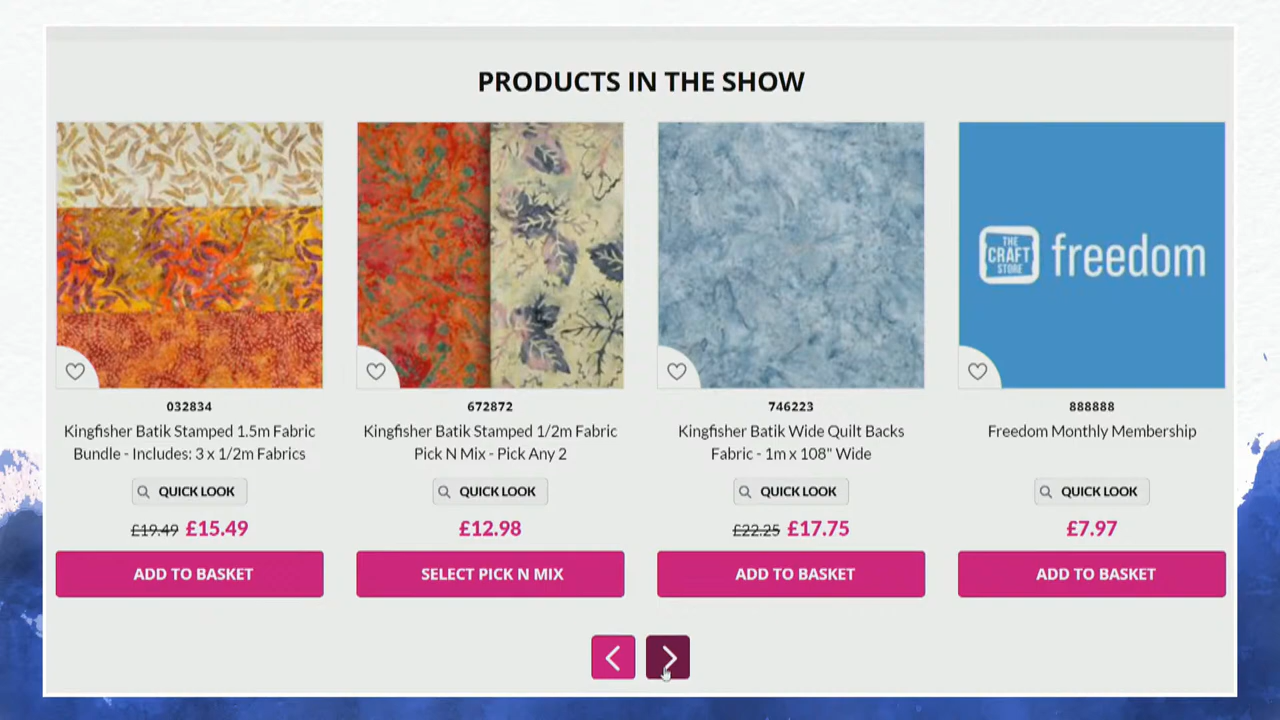 PRODUCTS IN THE SHOW
THE
CRAFT
STORE
freedom
032834
Kingfisher Batik Stamped 1.5m Fabric
Bundle - Includes: 3 x 1/2m Fabrics
QUICK LOOK
£19.49 £15.49
ADD TO BASKET
672872
Kingfisher Batik Stamped 1/2m Fabric
Pick N Mix - Pick Any 2
QUICK LOOK
£12.98
SELECT PICK N MIX
746223
Kingfisher Batik Wide Quilt Backs
Fabric - 1m x 108" Wide
QUICK LOOK
£22.25 £17.75
ADD TO BASKET
888888
Freedom Monthly Membership
QUICK LOOK
£7.97
ADD TO BASKET